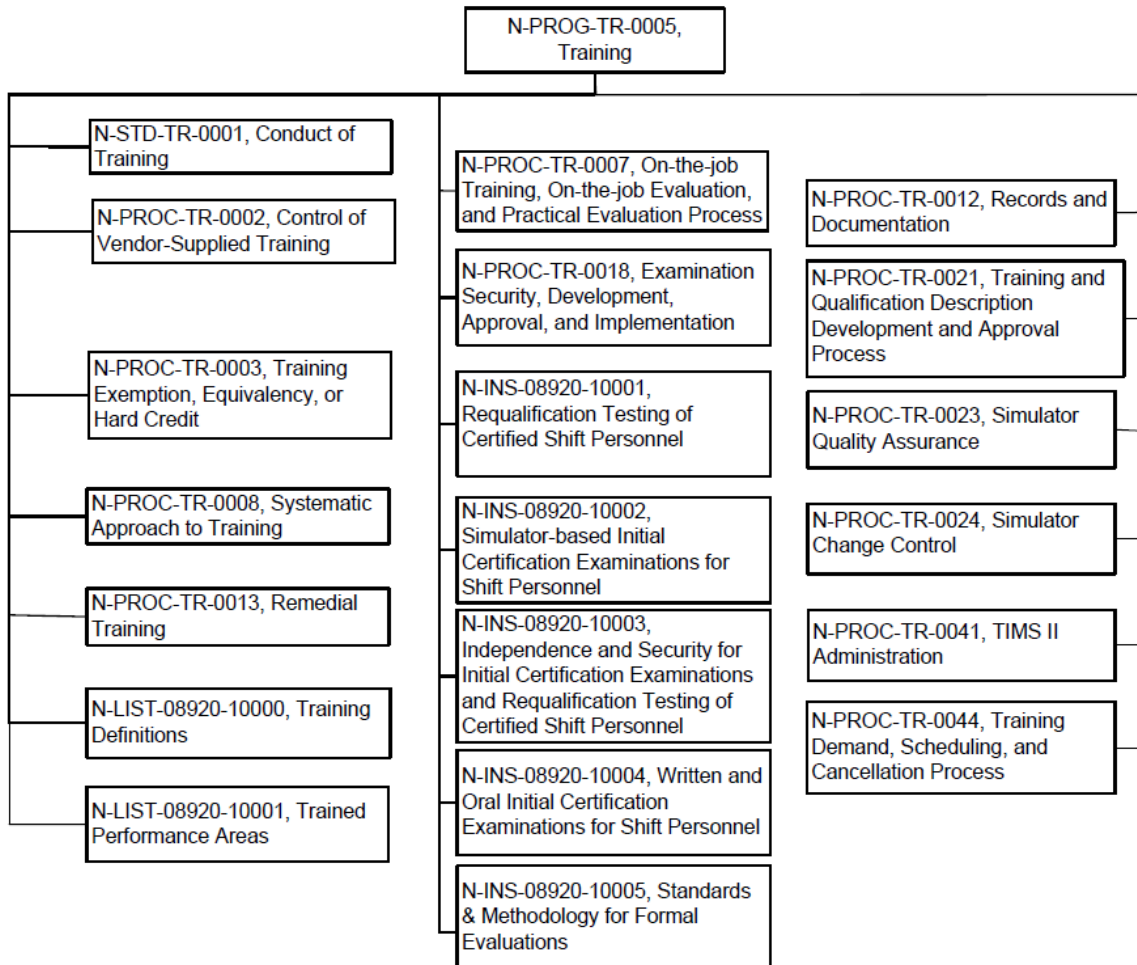 N-PROG-TR-0005,
Training
N-STD-TR-0001, Conduct of
Training
N-PROC-TR-0002, Control of
Vendor-Supplied Training
N-PROC-TR-0003, Training
Exemption, Equivalency, or
Hard Credit
N-PROC-TR-0008, Systematic
Approach to Training
N-PROC-TR-0013, Remedial
Training
N-LIST-08920-10000, Training
Definitions
N-LIST-08920-10001, Trained
Performance Areas
N-PROC-TR-0007, On-the-job
Training, On-the-job Evaluation,
and Practical Evaluation Process
N-PROC-TR-0018, Examination
Security, Development,
Approval, and Implementation
N-INS-08920-10001,
Requalification Testing of
Certified Shift Personnel
N-INS-08920-10002,
Simulator-based Initial
Certification Examinations for
Shift Personnel
N-INS-08920-10003,
Independence and Security for
Initial Certification Examinations
and Requalification Testing of
Certified Shift Personnel
N-INS-08920-10004, Written and
Oral Initial Certification
Examinations for Shift Personnel
N-INS-08920-10005, Standards
& Methodology for Formal
Evaluations
N-PROC-TR-0012, Records and
Documentation
N-PROC-TR-0021, Training and
Qualification Description
Development and Approval
Process
N-PROC-TR-0023, Simulator
Quality Assurance
N-PROC-TR-0024, Simulator
Change Control
N-PROC-TR-0041, TIMS II
Administration
N-PROC-TR-0044, Training
Demand, Scheduling, and
Cancellation Process